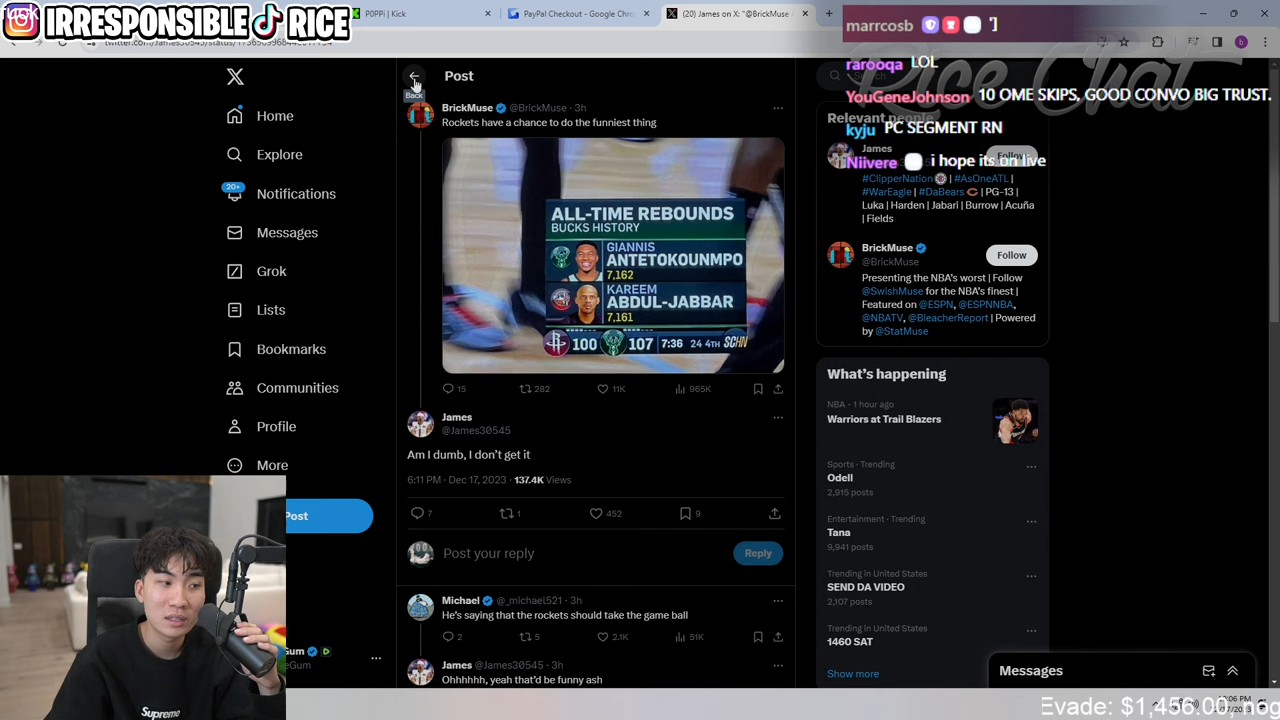 fuck
IRRESPONSIBLE RICE
P0PPi | Kick
PayPal Checkout - Google Chro
(20) James on X: "@BrickMuse A
marrcosb
rarooqa LOL
YouGeneJohnson 10 OME SKIPS, GOOD CONVO BIG TRUST.
kyju PC SEGMENT RN
Niivere i hope its on live
Rice Chat
Post
Back
Home
Explore
20+
Notifications
Messages
Grok
Lists
Bookmarks
Communities
Profile
More
Post
BrickMuse @BrickMuse · 3h
Rockets have a chance to do the funniest thing
ALL-TIME REBOUNDS
BUCKS HISTORY
GIANNIS
ANTETOKOUNMPO
7,162
KAREEM
ABDUL-JABBAR
7,161
100 107 7:36 24 4TH SCHN
15 282 11K 965K
James
@James30545
Am I dumb, I don't get it
6:11 PM · Dec 17, 2023 · 137.4K Views
7 1 452 9
Post your reply
Reply
Michael @_michael521 · 3h
He's saying that the rockets should take the game ball
2 5 2.1K 51K
James @James30545 · 3h
Ohhhhhh, yeah that'd be funny ash
Search
Relevant people
James
Follow
#ClipperNation | #AsOneATL |
#WarEagle | #DaBears | PG-13 |
Luka | Harden | Jabari | Burrow | Acuña
| Fields
BrickMuse
@BrickMuse
Follow
Presenting the NBA's worst | Follow
@SwishMuse for the NBA's finest |
Featured on @ESPN, @ESPNNBA,
@NBATV, @BleacherReport | Powered
by @StatMuse
What's happening
NBA · 1 hour ago
Warriors at Trail Blazers
Sports · Trending
Odell
2,915 posts
Entertainment · Trending
Tana
9,941 posts
Trending in United States
SEND DA VIDEO
2,107 posts
Trending in United States
1460 SAT
Show more
Messages
Gum
Supreme
Evade: $1,456.00